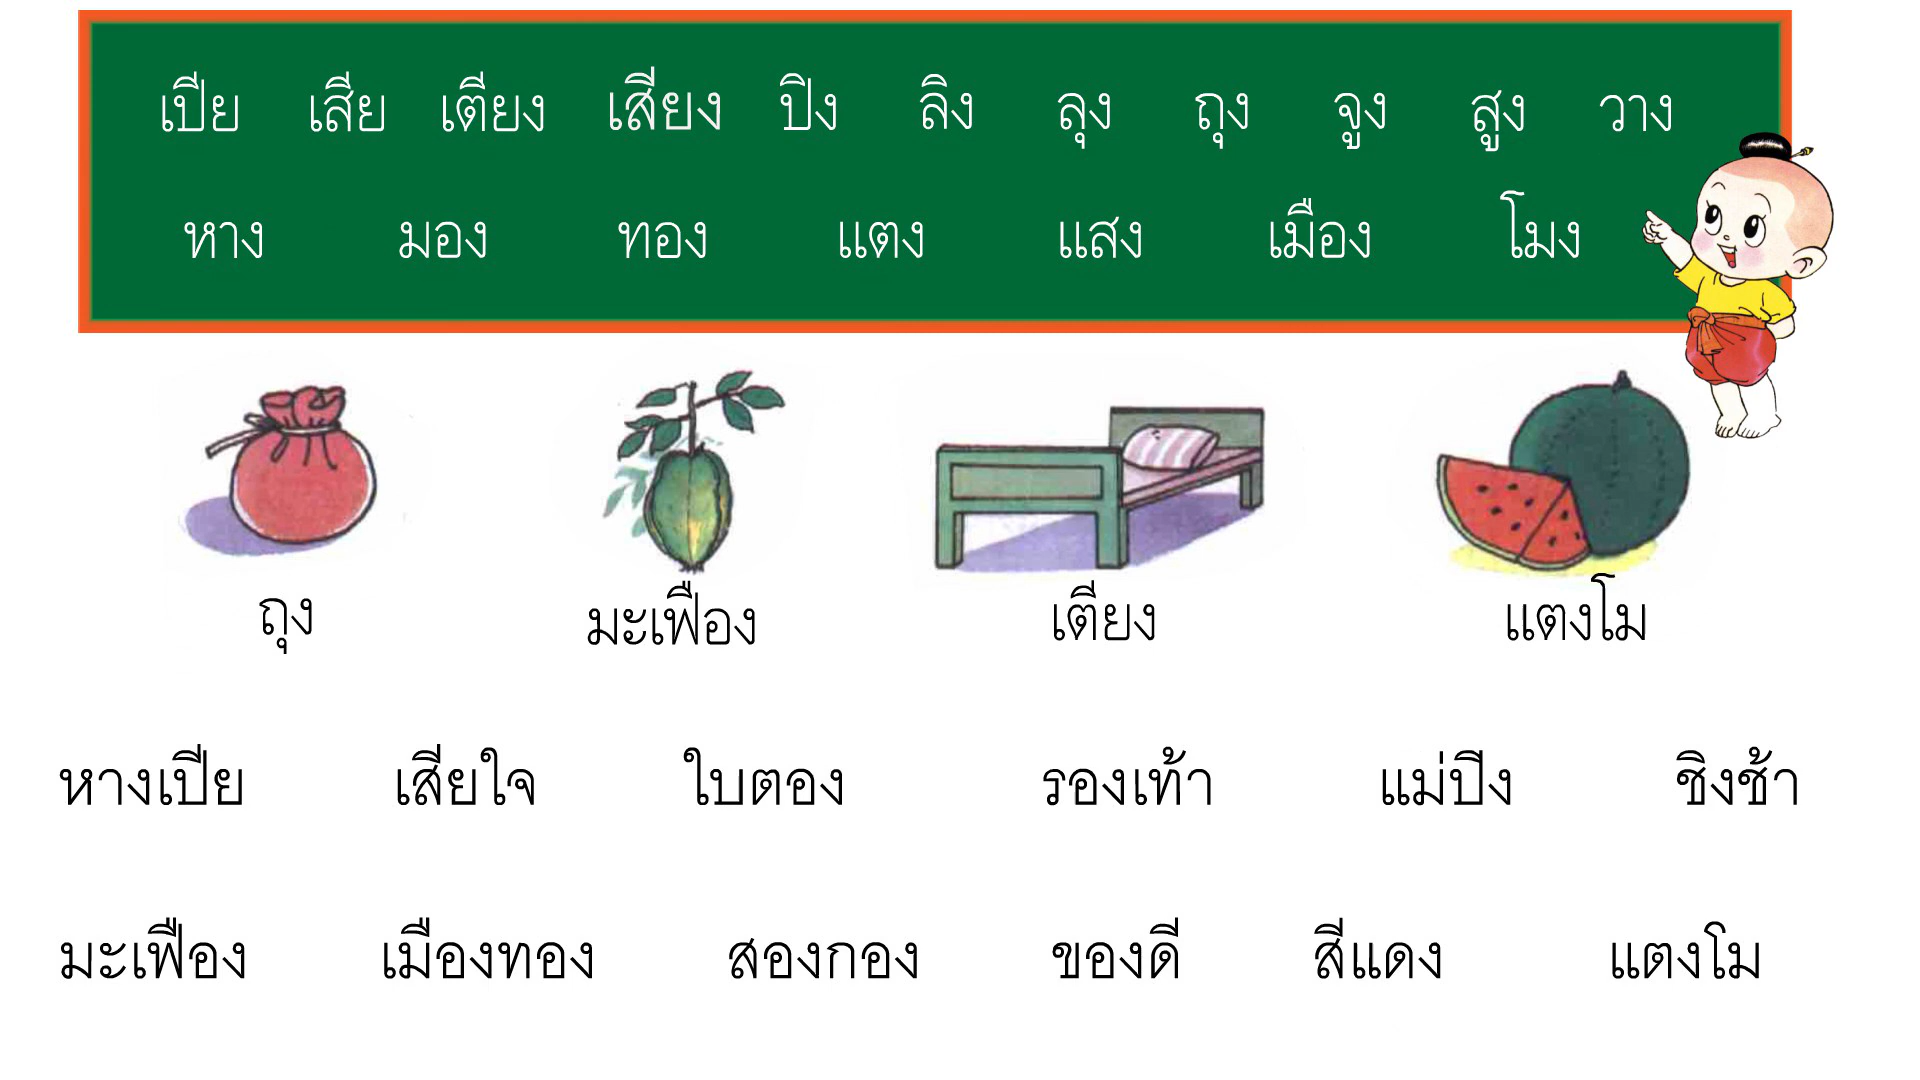 เปีย เสีย เตียง เสียง ปิง ลิง ลุง ถุง จูง สูง วาง
หาง มอง ทอง แตง แสง เมือง โมง
ถุง มะเฟือง เตียง แตงโม
หางเปีย เสียใจ ใบตอง รองเท้า แม่ปิง ชิงช้า
มะเฟือง เมืองทอง สองกอง ของดี สีแดง แตงโม